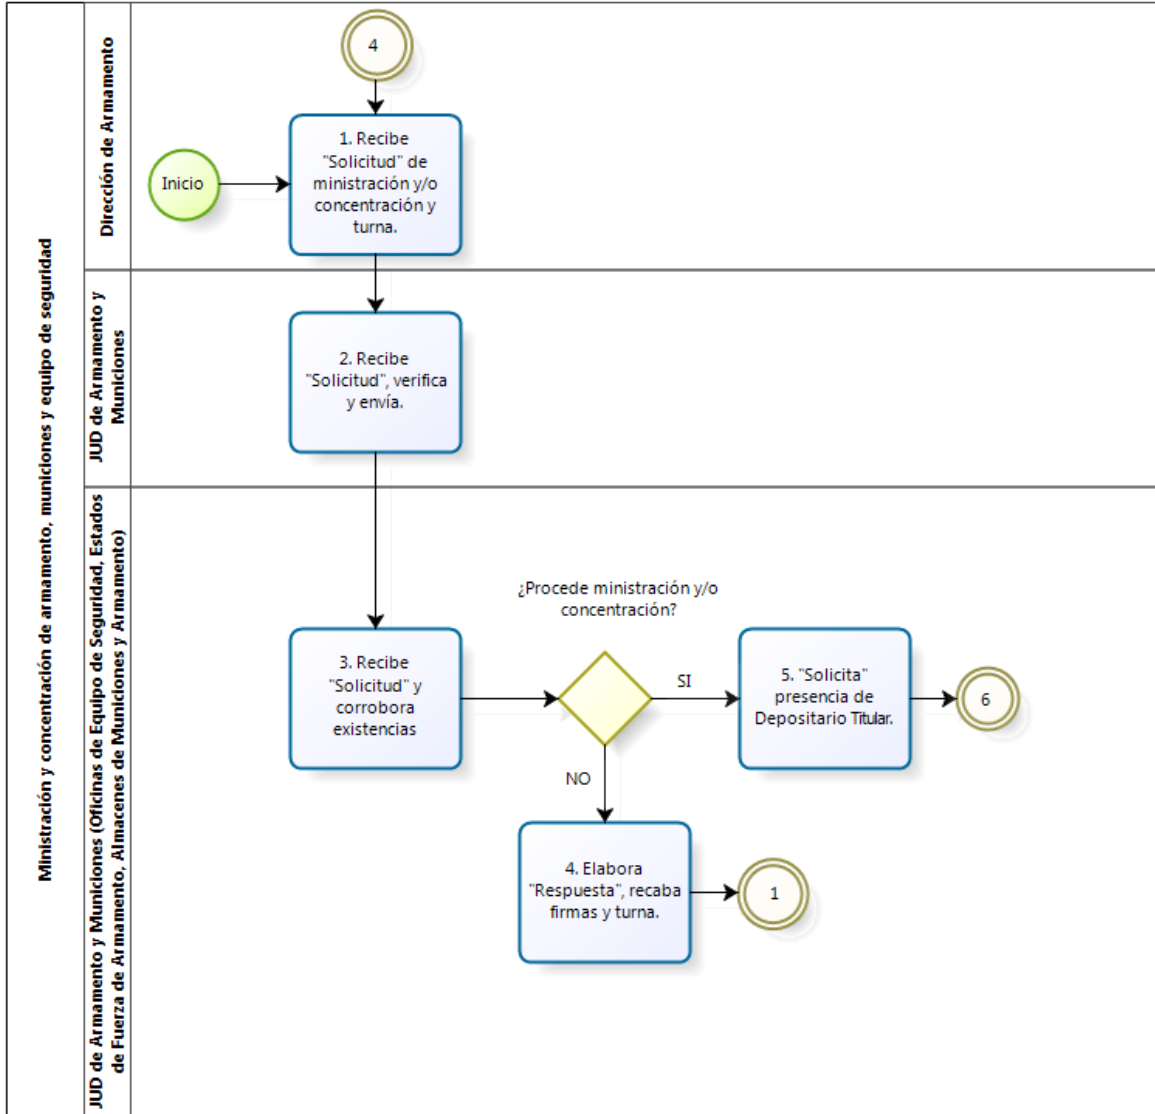 Ministración y concentración de armamento, municiones y equipo de seguridad
Dirección de Armamento
4
Inicio
1. Recibe
"Solicitud" de
ministración y/o
concentración y
turna.
JUD de Armamento y
Municiones
2. Recibe
"Solicitud", verifica
y envía.
JUD de Armamento y Municiones (Oficinas de Equipo de Seguridad, Estados
de Fuerza de Armamento, Almacenes de Municiones y Armamento)
3. Recibe
"Solicitud" y
corrobora
existencias
¿Procede ministración y/o
concentración?
SI
5. "Solicita"
presencia de
Depositario Titular.
6
NO
4. Elabora
"Respuesta", recaba
firmas y turna.
1